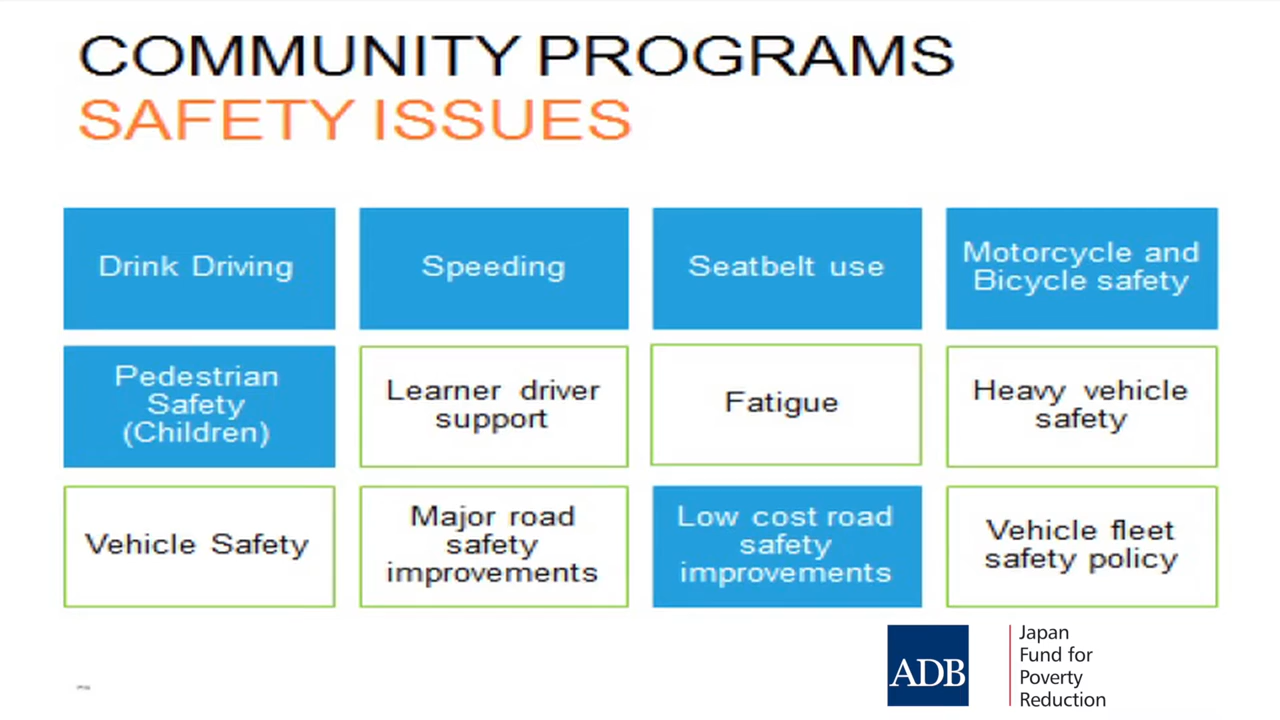 COMMUNITY PROGRAMS
SAFETY ISSUES
Drink Driving
Speeding
Seatbelt use
Motorcycle and
Bicycle safety
Pedestrian
Safety
(Children)
Learner driver
support
Fatigue
Heavy vehicle
safety
Vehicle Safety
Major road
safety
improvements
Low cost road
safety
improvements
Vehicle fleet
safety policy
ADB
Japan
Fund for
Poverty
Reduction